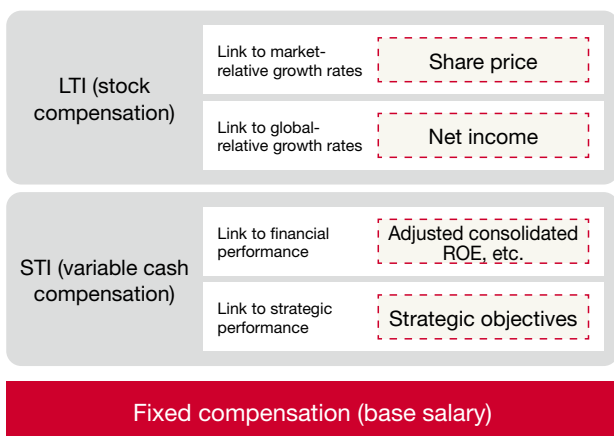 LTI (stock
compensation)
Link to market-
relative growth rates
Share price
Link to global-
relative growth rates
Net income
STI (variable cash
compensation)
Link to financial
performance
Adjusted consolidated
ROE, etc.
Link to strategic
performance
Strategic objectives
Fixed compensation (base salary)